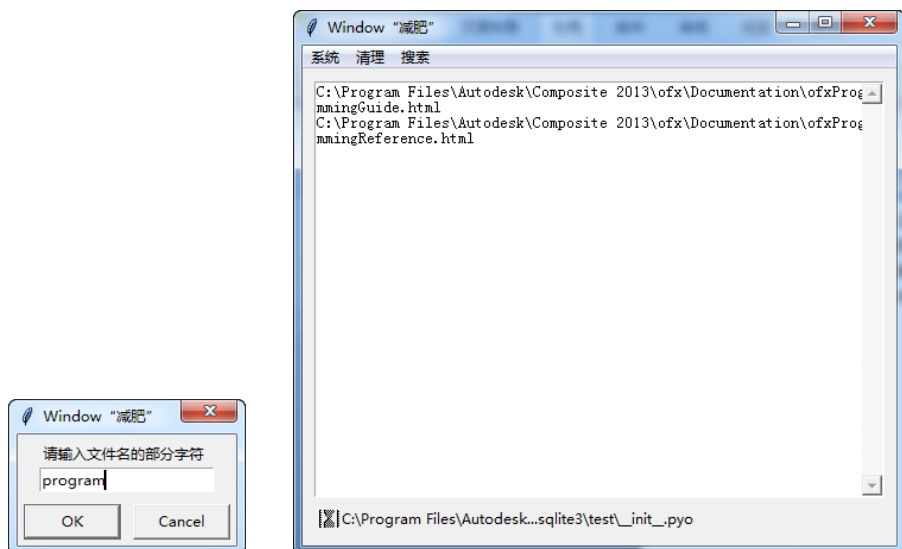 Window “减肥”
系统 清理 搜索
C:\Program Files\Autodesk\Composite 2013\ofx\Documentation\ofxProg
mmingGuide.html
C:\Program Files\Autodesk\Composite 2013\ofx\Documentation\ofxProg
mmingReference.html
C:\Program Files\Autodesk...sqlite3\test\__init__.pyo
Window “减肥”
请输入文件名的部分字符
program
OK Cancel